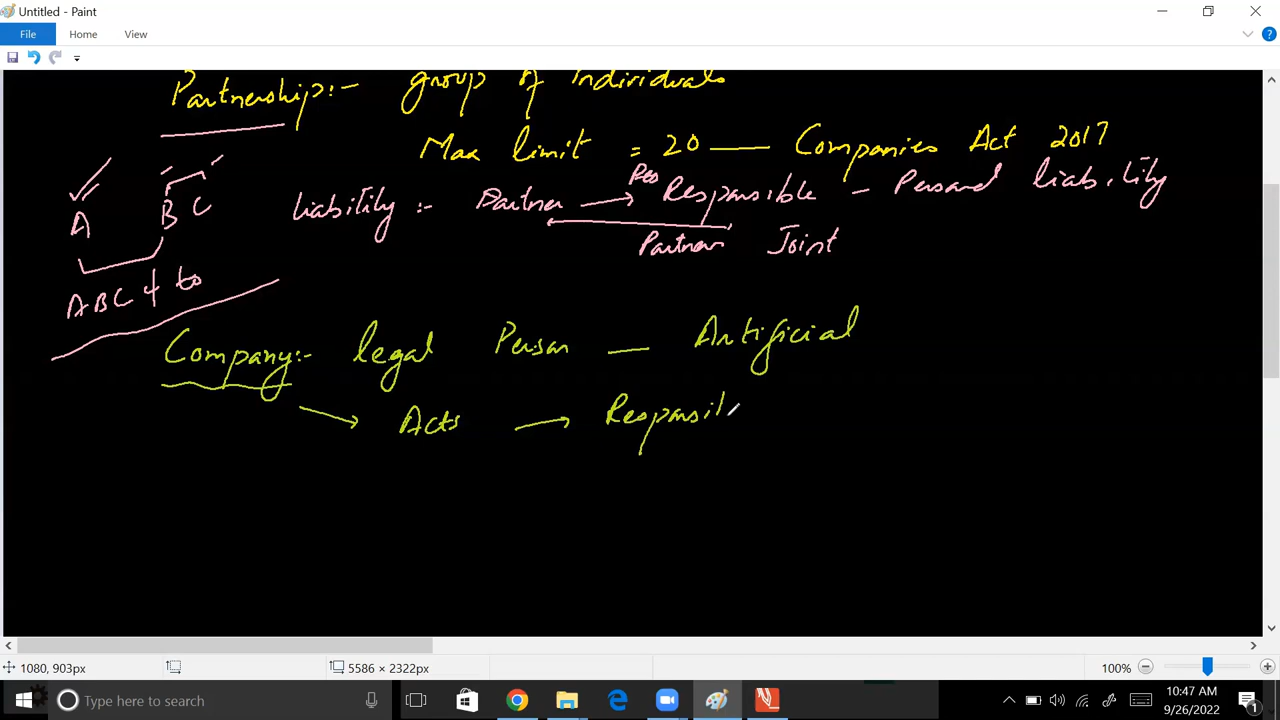 Untitled - Paint
File Home View
Partnership:- group of individuals
Max limit = 20 — Companies Act 2017
liability :- Partner → Res Responsible - Personal liability
Partner Joint
A B C
ABC & to
Company:- legal Person — Artificial
→ Acts → Responsib
1080, 903px 5586 × 2322px 100%
Type here to search 10:47 AM
9/26/2022